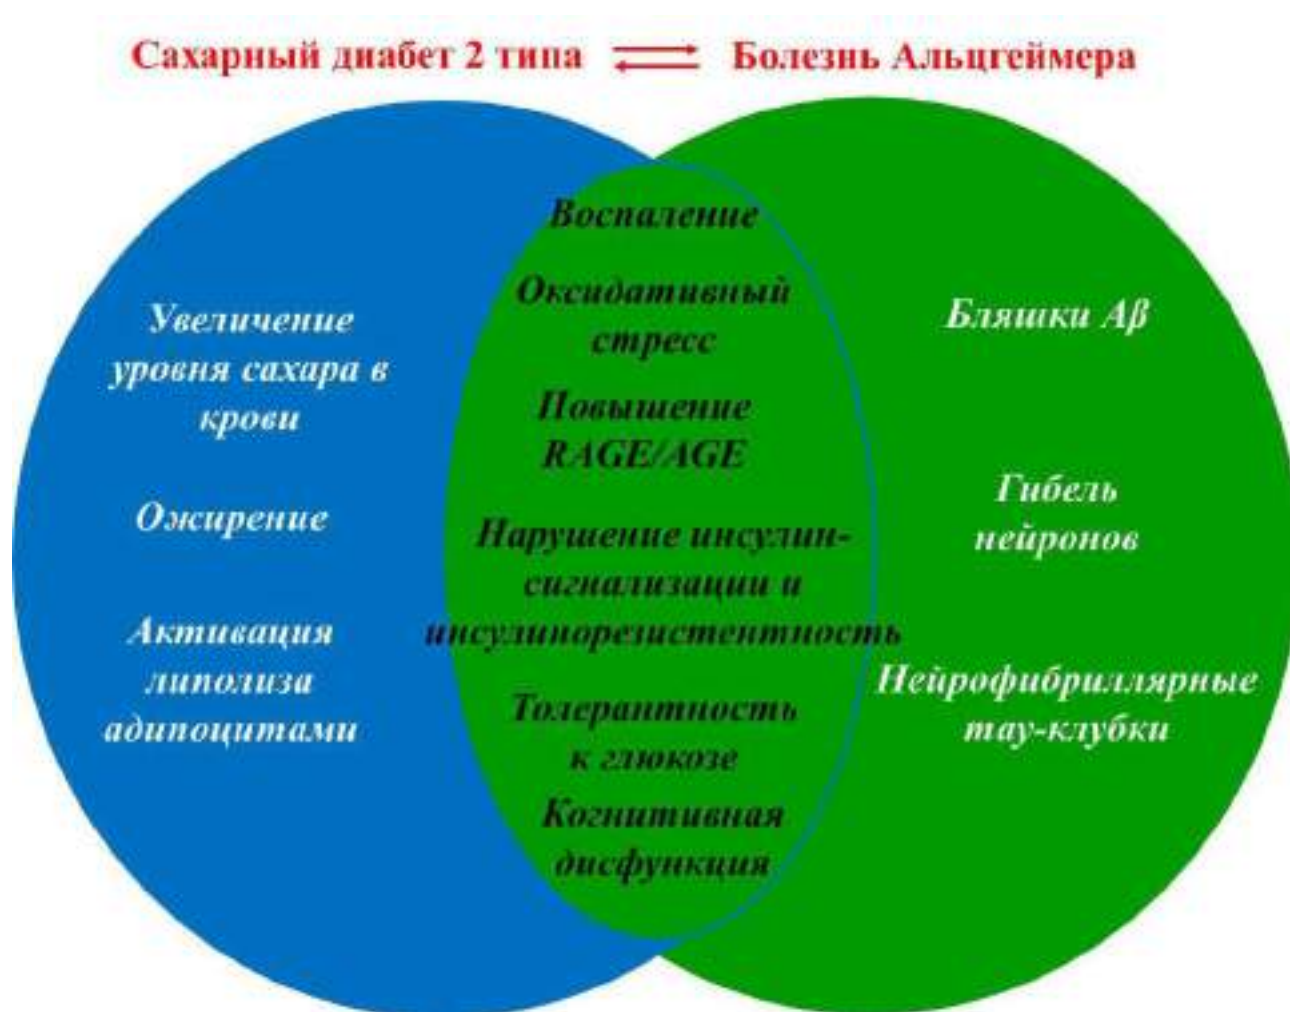 Сахарный диабет 2 типа
Болезнь Альцгеймера
Увеличение
уровня сахара в
крови
Ожирение
Активация
липолиза
адипоцитами
Воспаление
Оксидативный
стресс
Повышение
RAGE/AGE
Нарушение инсулин-
сигнализации и
инсулинорезистентность
Толерантность
к глюкозе
Когнитивная
дисфункция
Бляшки Aβ
Гибель
нейронов
Нейрофибриллярные
тау-клубки